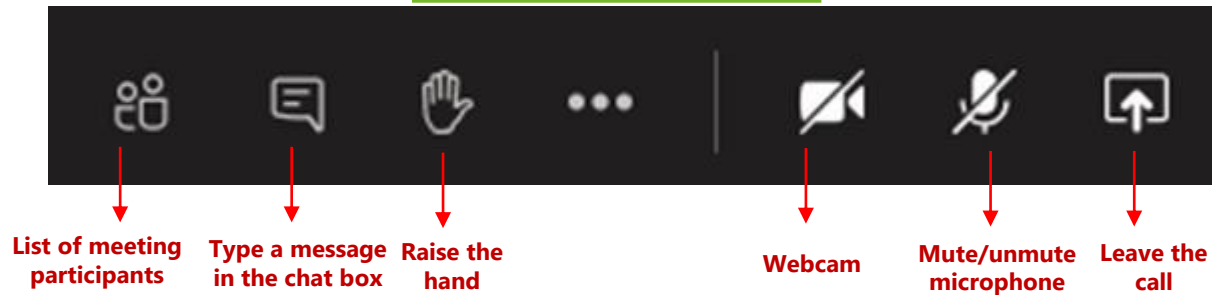 List of meeting
participants
Type a message
in the chat box
Raise the
hand
Webcam
Mute/unmute
microphone
Leave the
call